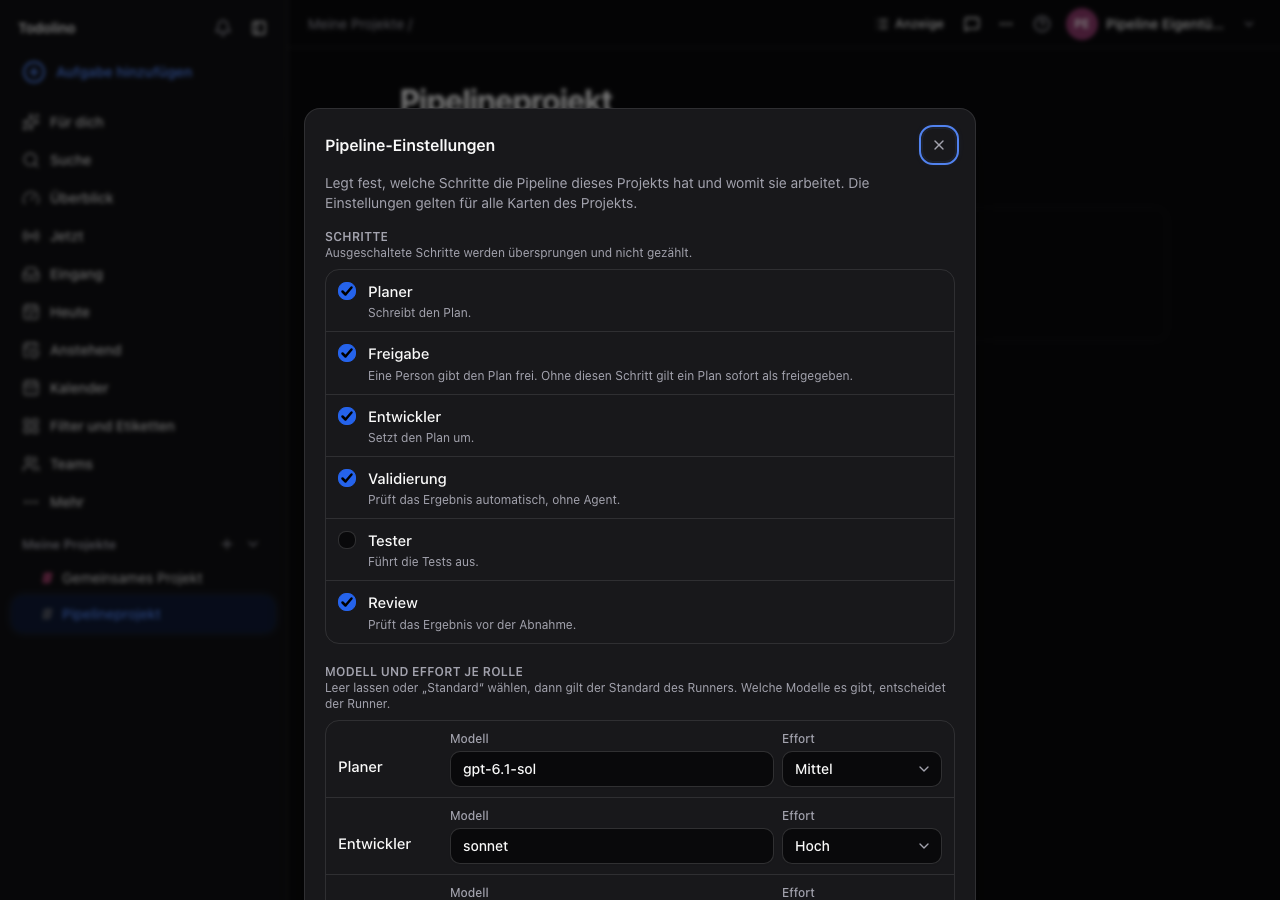 Todolino
Meine Projekte /
Anzeige
PE
Pipeline Eigentü...
Aufgabe hinzufügen
Für dich
Suche
Überblick
Jetzt
Eingang
Heute
Anstehend
Kalender
Filter und Etiketten
Teams
Mehr
Meine Projekte
# Gemeinsames Projekt
# Pipelineprojekt
Pipelineprojekt
Pipeline-Einstellungen
Legt fest, welche Schritte die Pipeline dieses Projekts hat und womit sie arbeitet. Die
Einstellungen gelten für alle Karten des Projekts.
SCHRITTE
Ausgeschaltete Schritte werden übersprungen und nicht gezählt.
Planer
Schreibt den Plan.
Freigabe
Eine Person gibt den Plan frei. Ohne diesen Schritt gilt ein Plan sofort als freigegeben.
Entwickler
Setzt den Plan um.
Validierung
Prüft das Ergebnis automatisch, ohne Agent.
Tester
Führt die Tests aus.
Review
Prüft das Ergebnis vor der Abnahme.
MODELL UND EFFORT JE ROLLE
Leer lassen oder „Standard“ wählen, dann gilt der Standard des Runners. Welche Modelle es gibt, entscheidet
der Runner.
Modell
Effort
Planer
gpt-6.1-sol
Mittel
Modell
Effort
Entwickler
sonnet
Hoch
Modell
Effort